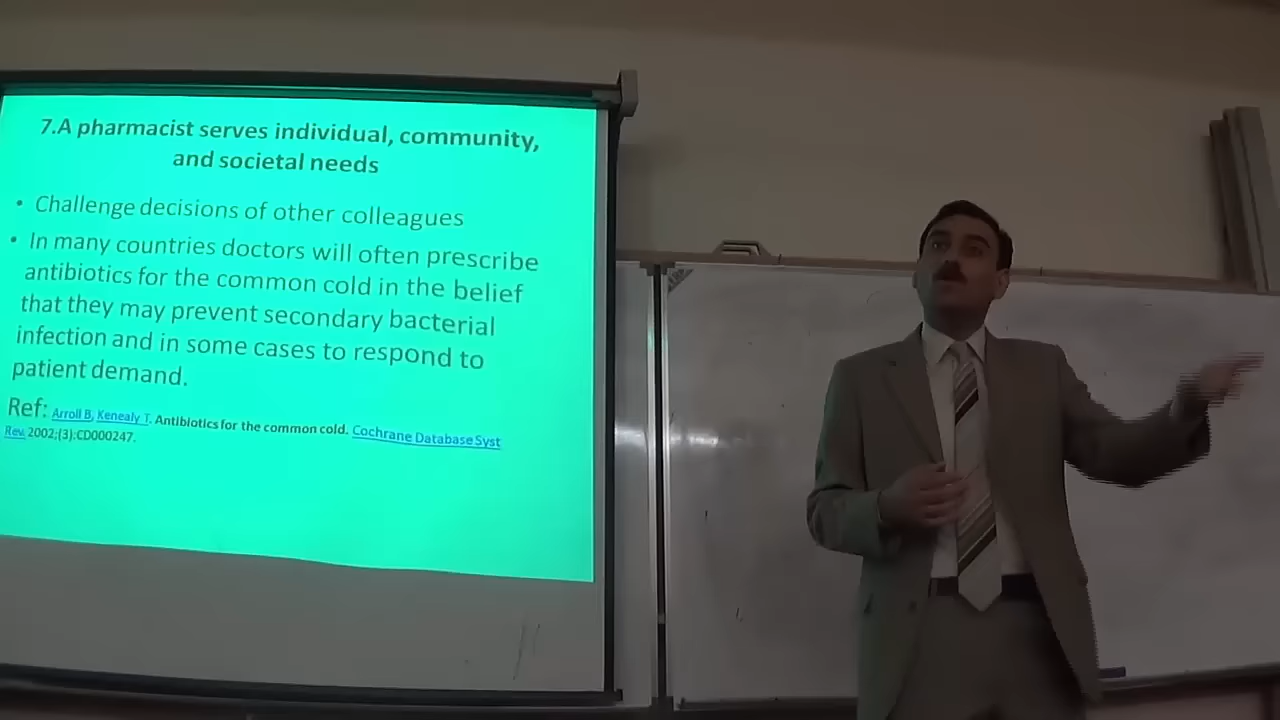 7.A pharmacist serves individual, community,
and societal needs
• Challenge decisions of other colleagues
• In many countries doctors will often prescribe
antibiotics for the common cold in the belief
that they may prevent secondary bacterial
infection and in some cases to respond to
patient demand.
Ref: Arroll B, Kenealy T. Antibiotics for the common cold. Cochrane Database Syst
Rev. 2002;(3):CD000247.